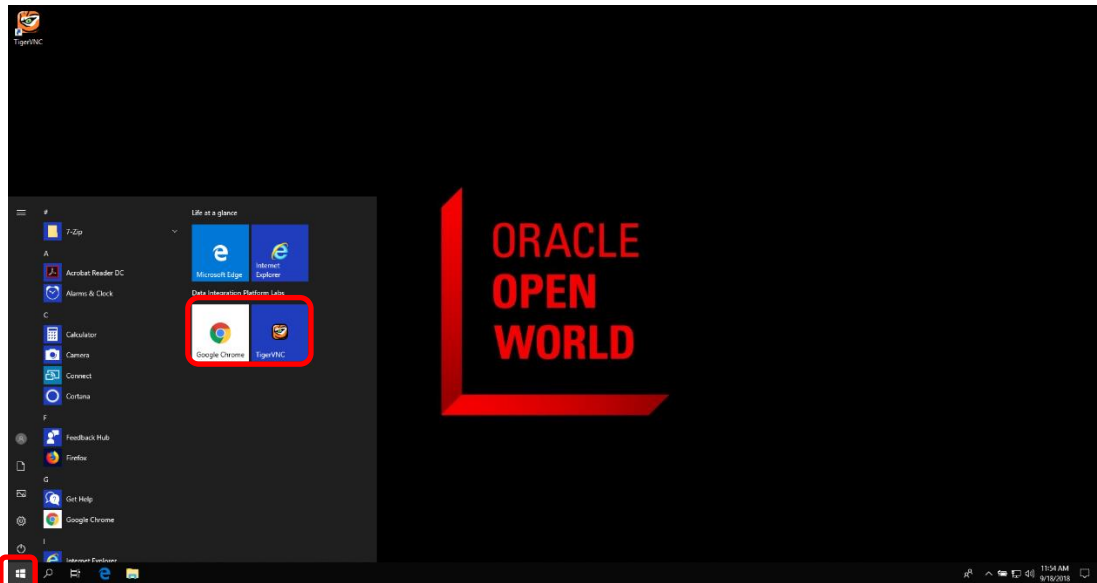 TigerVNC
#
7-Zip
A
Acrobat Reader DC
Alarms & Clock
C
Calculator
Camera
Connect
Cortana
F
Feedback Hub
Firefox
G
Get Help
Google Chrome
I
Internet Explorer
Life at a glance
Microsoft Edge
Internet
Explorer
Data Integration Platform Labs
Google Chrome
TigerVNC
ORACLE
OPEN
WORLD
11:54 AM
9/18/2018